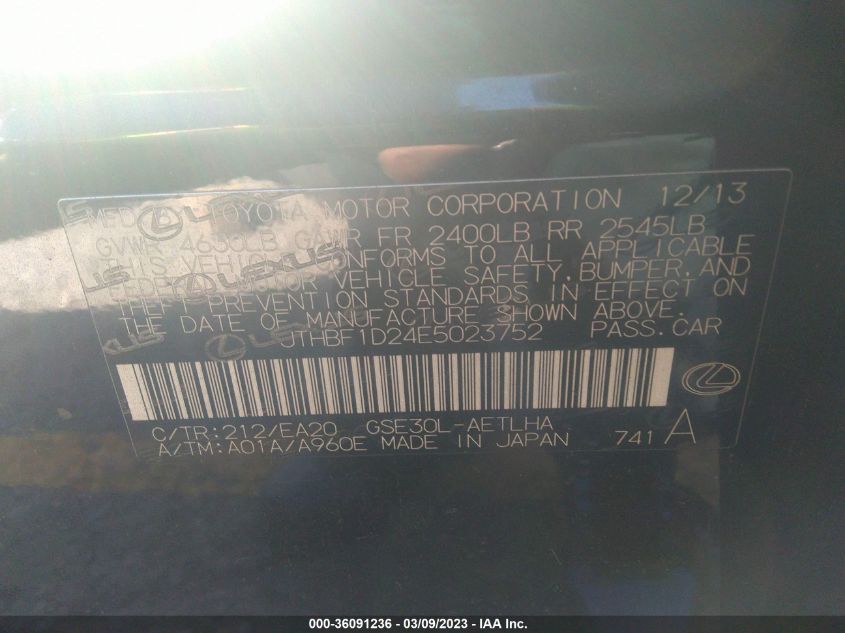 MFD TOYOTA MOTOR CORPORATION 12/13
GVWR 4630LB GAWR FR 2400LB RR 2545LB
THIS VEHICLE CONFORMS TO ALL APPLICABLE
MOTOR VEHICLE SAFETY, BUMPER, AND
THEFT PREVENTION STANDARDS IN EFFECT ON
THE DATE OF MANUFACTURE SHOWN ABOVE.
JTHBF1D24E5023752 PASS.CAR
C/TR:212/EA20 GSE30L-AETLHA
A/TM:A01A/A960E MADE IN JAPAN 741 A
LEXUS
LEXUS
000-36091236 - 03/09/2023 - IAA Inc.